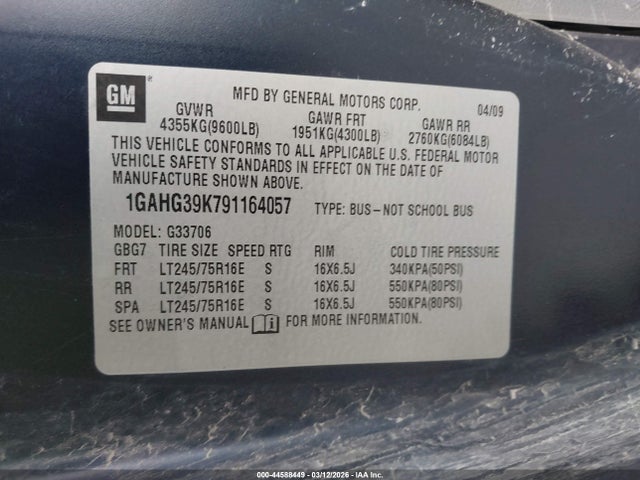 GM ®
MFD BY GENERAL MOTORS CORP. 04/09
GVWR GAWR FRT GAWR RR
4355KG(9600LB) 1951KG(4300LB) 2760KG(6084LB)
THIS VEHICLE CONFORMS TO ALL APPLICABLE U.S. FEDERAL MOTOR
VEHICLE SAFETY STANDARDS IN EFFECT ON THE DATE OF
MANUFACTURE SHOWN ABOVE.
1GAHG39K791164057 TYPE: BUS-NOT SCHOOL BUS
MODEL: G33706
GBG7 TIRE SIZE SPEED RTG RIM COLD TIRE PRESSURE
FRT LT245/75R16E S 16X6.5J 340KPA(50PSI)
RR LT245/75R16E S 16X6.5J 550KPA(80PSI)
SPA LT245/75R16E S 16X6.5J 550KPA(80PSI)
SEE OWNER'S MANUAL FOR MORE INFORMATION.
000-44588449 - 03/12/2026 - IAA Inc.